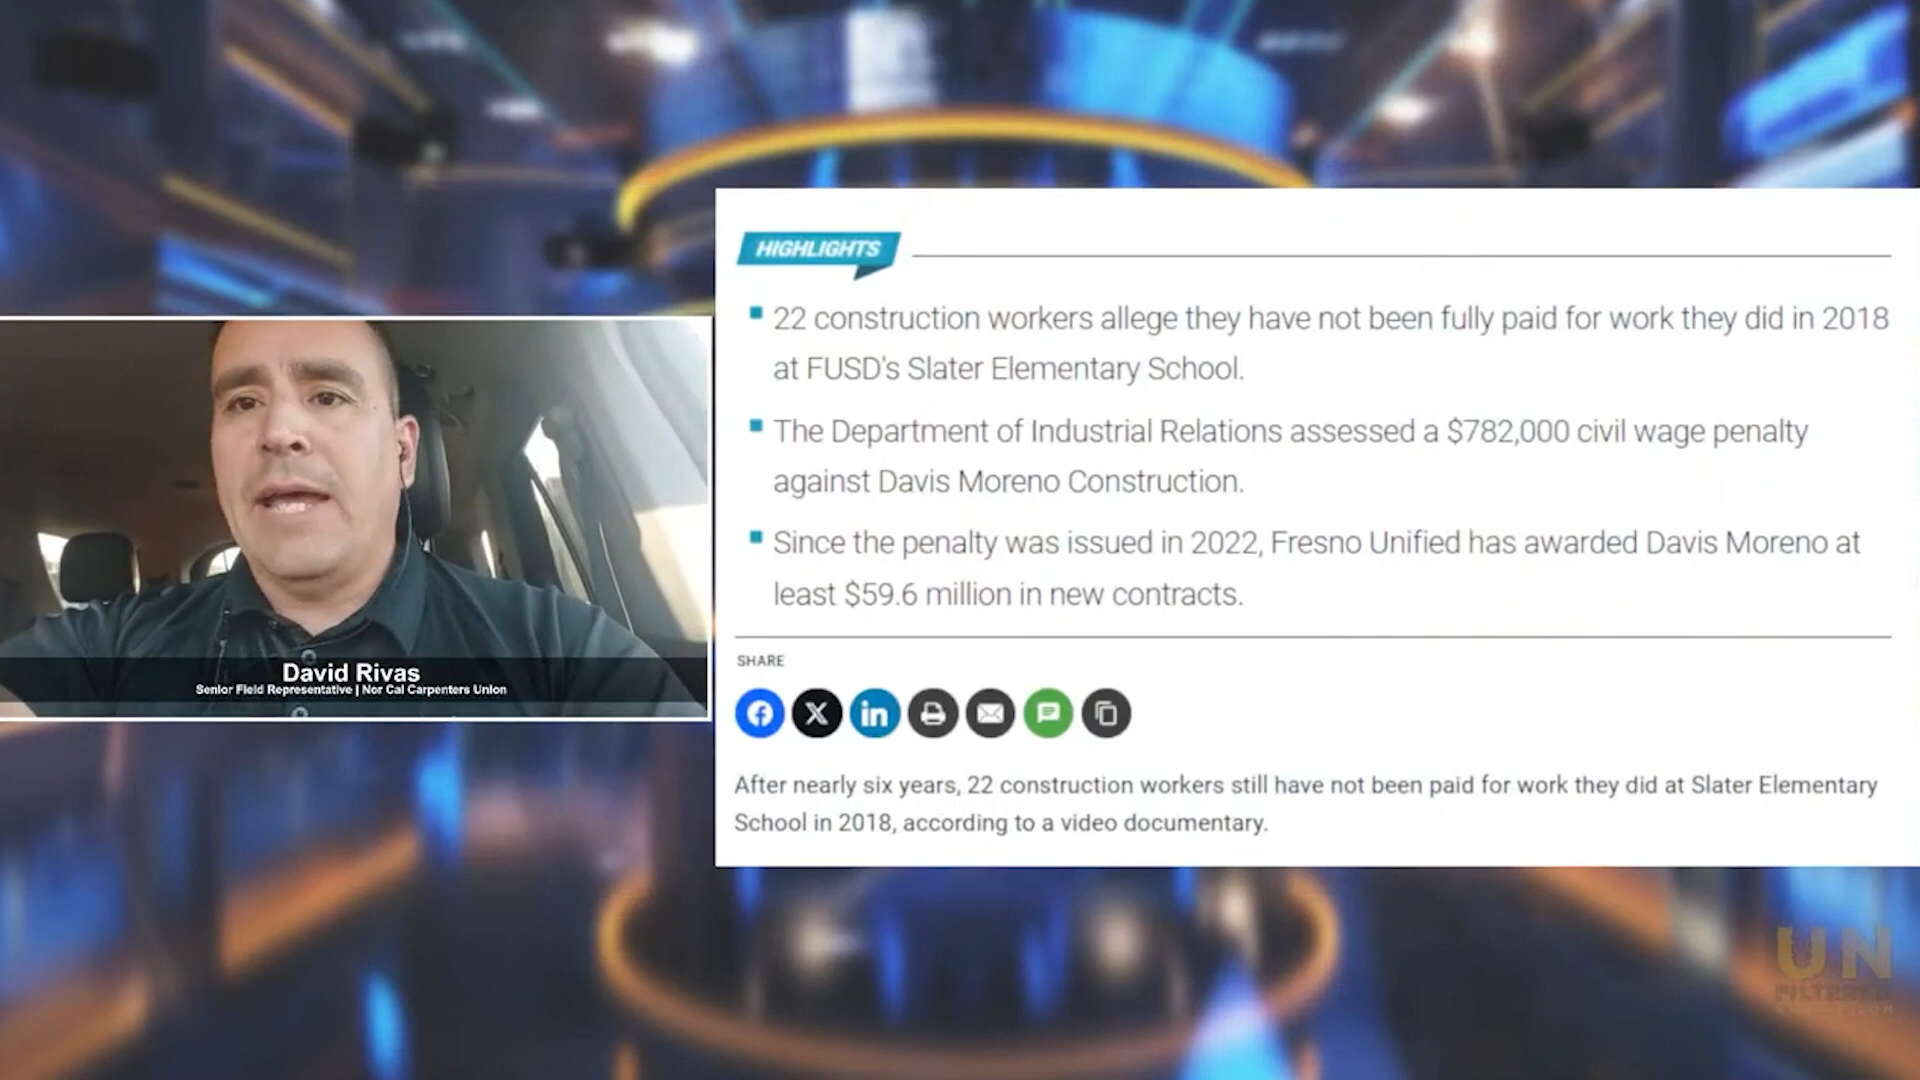 HIGHLIGHTS
22 construction workers allege they have not been fully paid for work they did in 2018
at FUSD's Slater Elementary School.
The Department of Industrial Relations assessed a $782,000 civil wage penalty
against Davis Moreno Construction.
Since the penalty was issued in 2022, Fresno Unified has awarded Davis Moreno at
least $59.6 million in new contracts.
SHARE
After nearly six years, 22 construction workers still have not been paid for work they did at Slater Elementary
School in 2018, according to a video documentary.
David Rivas
Senior Field Representative | Nor Cal Carpenters Union
UN
FILTERED